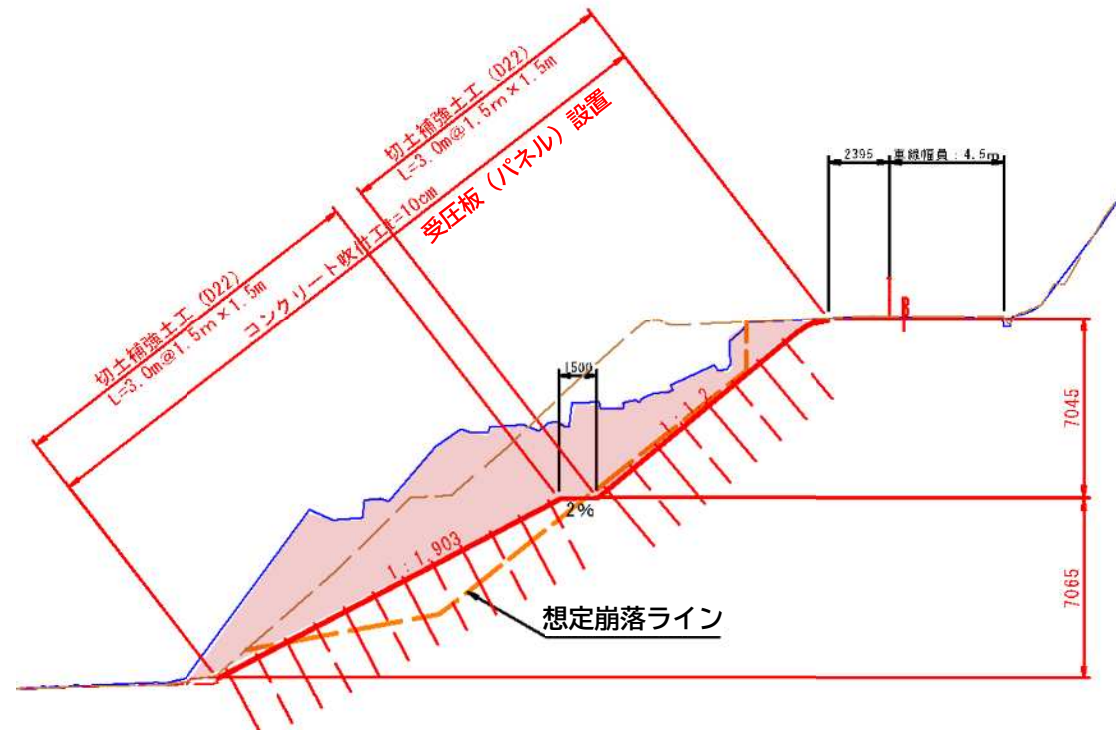 切土補強土工（D22）
L=3.0m@1.5m×1.5m
受圧板（パネル）設置
コンクリート吹付工t=10cm
切土補強土工（D22）
L=3.0m@1.5m×1.5m
2395
車線幅員：4.5m
1500
1:1.2
7045
2%
1:1.903
7065
想定崩落ライン